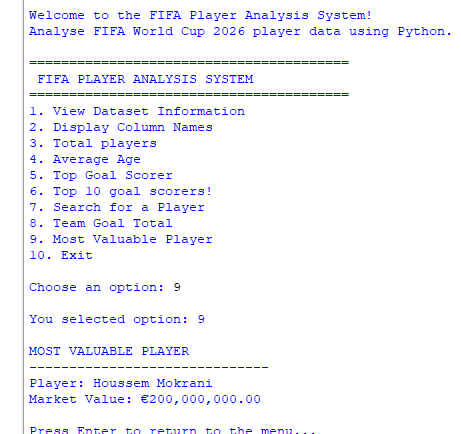 Welcome to the FIFA Player Analysis System!
Analyse FIFA World Cup 2026 player data using Python.
========================================
FIFA PLAYER ANALYSIS SYSTEM
========================================
1. View Dataset Information
2. Display Column Names
3. Total players
4. Average Age
5. Top Goal Scorer
6. Top 10 goal scorers!
7. Search for a Player
8. Team Goal Total
9. Most Valuable Player
10. Exit
Choose an option: 9
You selected option: 9
MOST VALUABLE PLAYER
------------------------------
Player: Houssem Mokrani
Market Value: €200,000,000.00
Press Enter to return to the menu...